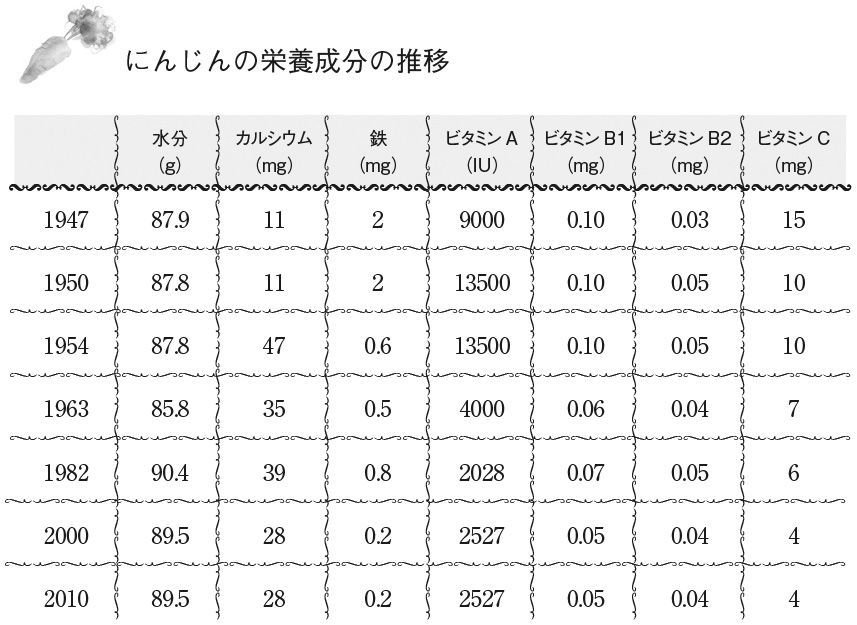 にんじんの栄養成分の推移
水分 カルシウム 鉄 ビタミンA ビタミンB1 ビタミンB2 ビタミンC
(g) (mg) (mg) (IU) (mg) (mg) (mg)
1947 87.9 11 2 9000 0.10 0.03 15
1950 87.8 11 2 13500 0.10 0.05 10
1954 87.8 47 0.6 13500 0.10 0.05 10
1963 85.8 35 0.5 4000 0.06 0.04 7
1982 90.4 39 0.8 2028 0.07 0.05 6
2000 89.5 28 0.2 2527 0.05 0.04 4
2010 89.5 28 0.2 2527 0.05 0.04 4